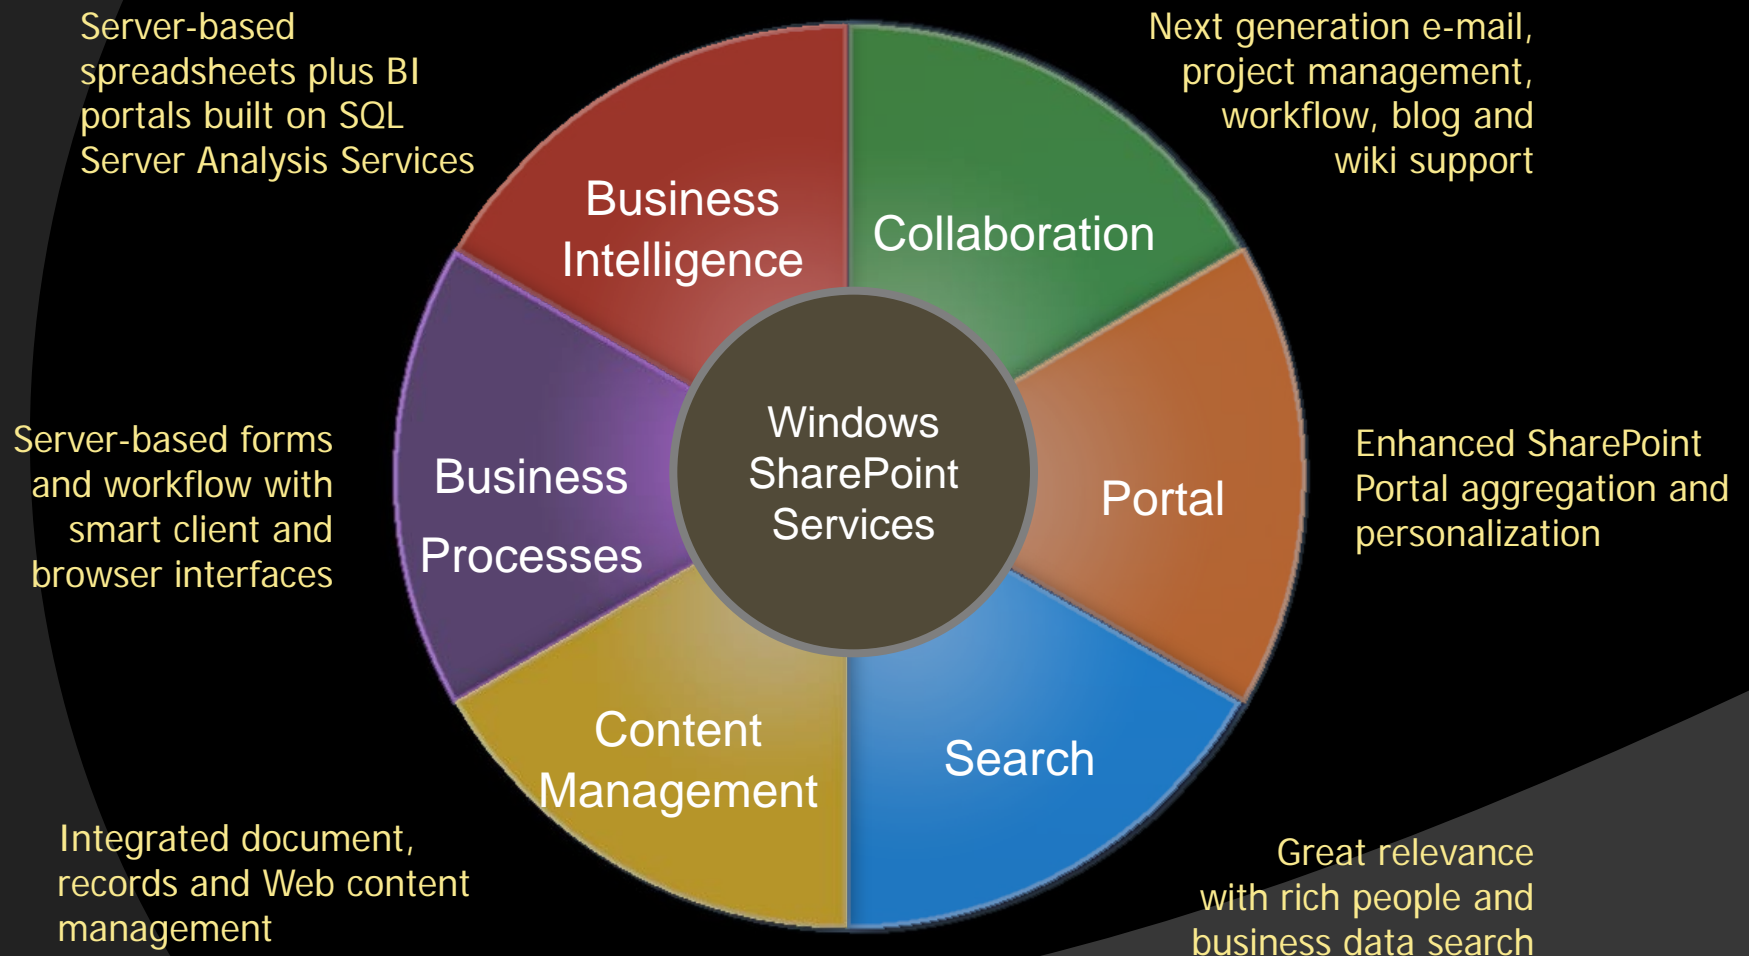 Server-based
spreadsheets plus BI
portals built on SQL
Server Analysis Services
Next generation e-mail,
project management,
workflow, blog and
wiki support
Business
Intelligence
Collaboration
Server-based forms
and workflow with
smart client and
browser interfaces
Business
Processes
Windows
SharePoint
Services
Portal
Enhanced SharePoint
Portal aggregation and
personalization
Content
Management
Search
Integrated document,
records and Web content
management
Great relevance
with rich people and
business data search